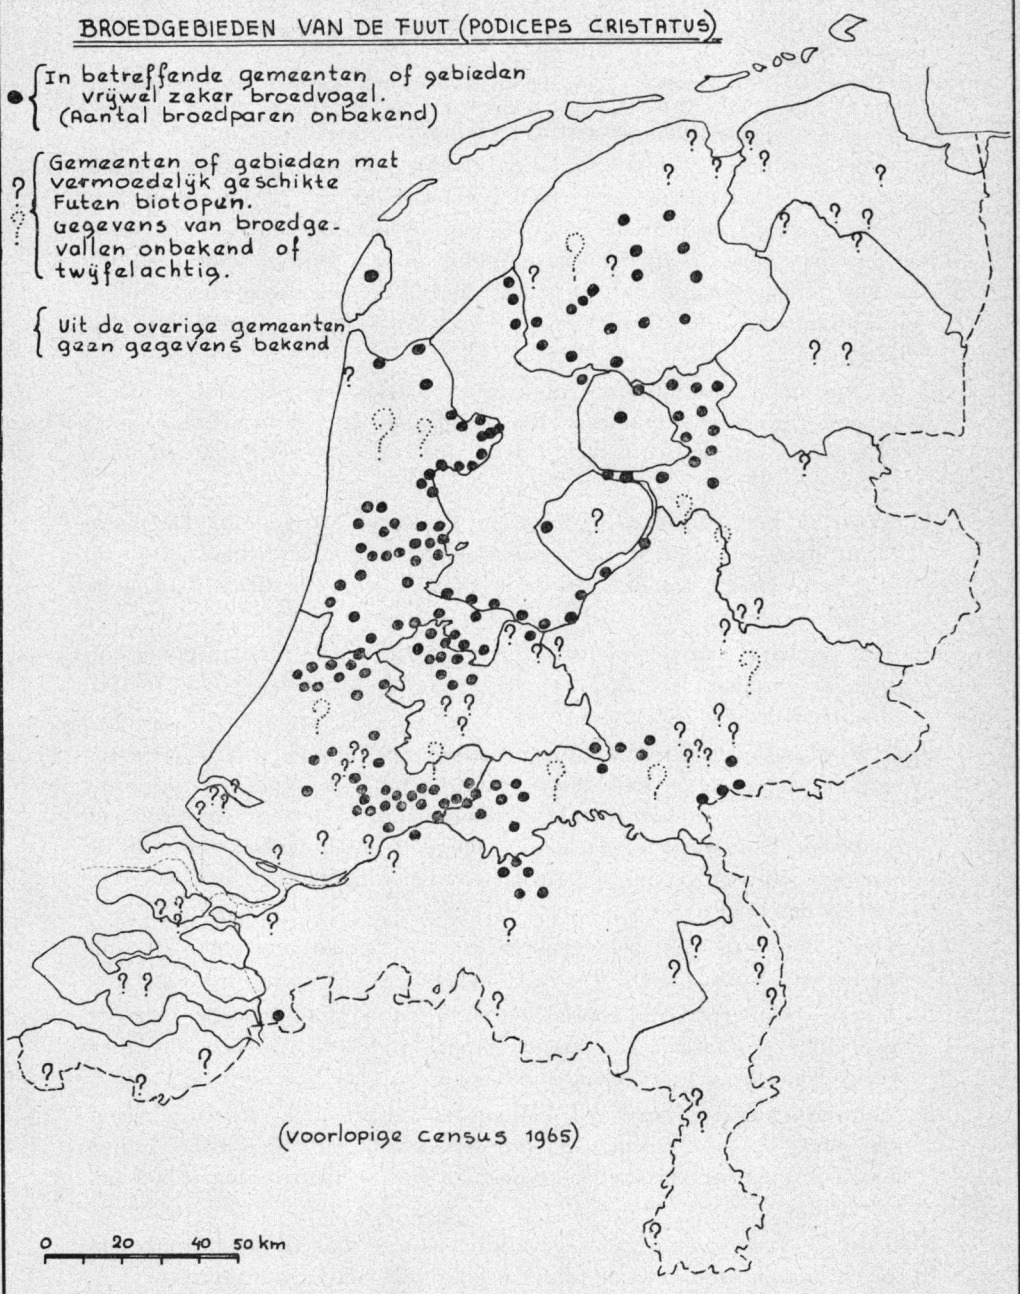 BROEDGEBIEDEN VAN DE FUUT (PODICEPS CRISTATUS)
In betreffende gemeenten of gebieden
vrijwel zeker broedvogel.
(Aantal broedparen onbekend)
? Gemeenten of gebieden met
vermoedelijk geschikte
Futen biotopen.
Gegevens van broedge-
vallen onbekend of
twijfelachtig.
Uit de overige gemeenten
geen gegevens bekend
(voorlopige census 1965)
0 20 40 50 km